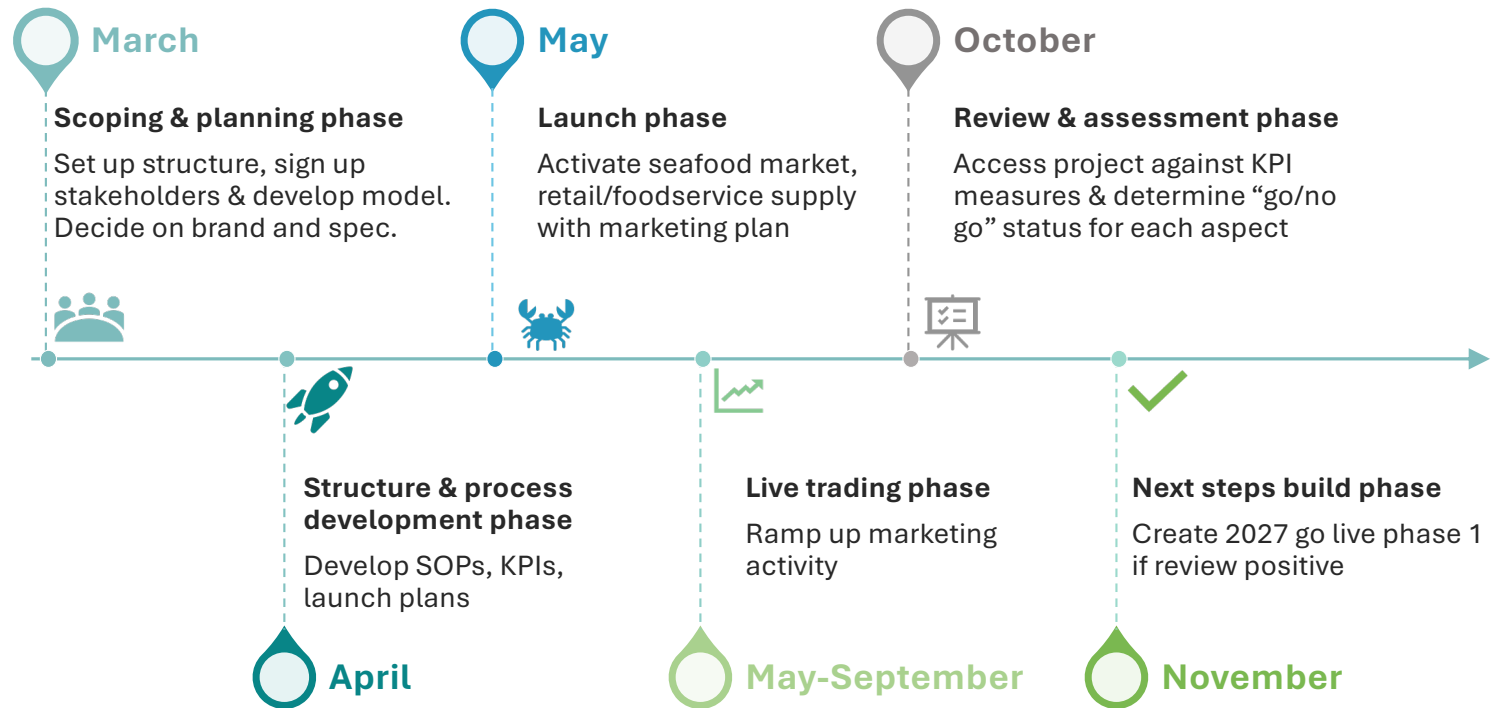 March
Scoping & planning phase
Set up structure, sign up
stakeholders & develop model.
Decide on brand and spec.
May
Launch phase
Activate seafood market,
retail/foodservice supply
with marketing plan
October
Review & assessment phase
Access project against KPI
measures & determine “go/no
go” status for each aspect
Structure & process
development phase
Develop SOPs, KPIs,
launch plans
April
Live trading phase
Ramp up marketing
activity
May-September
Next steps build phase
Create 2027 go live phase 1
if review positive
November